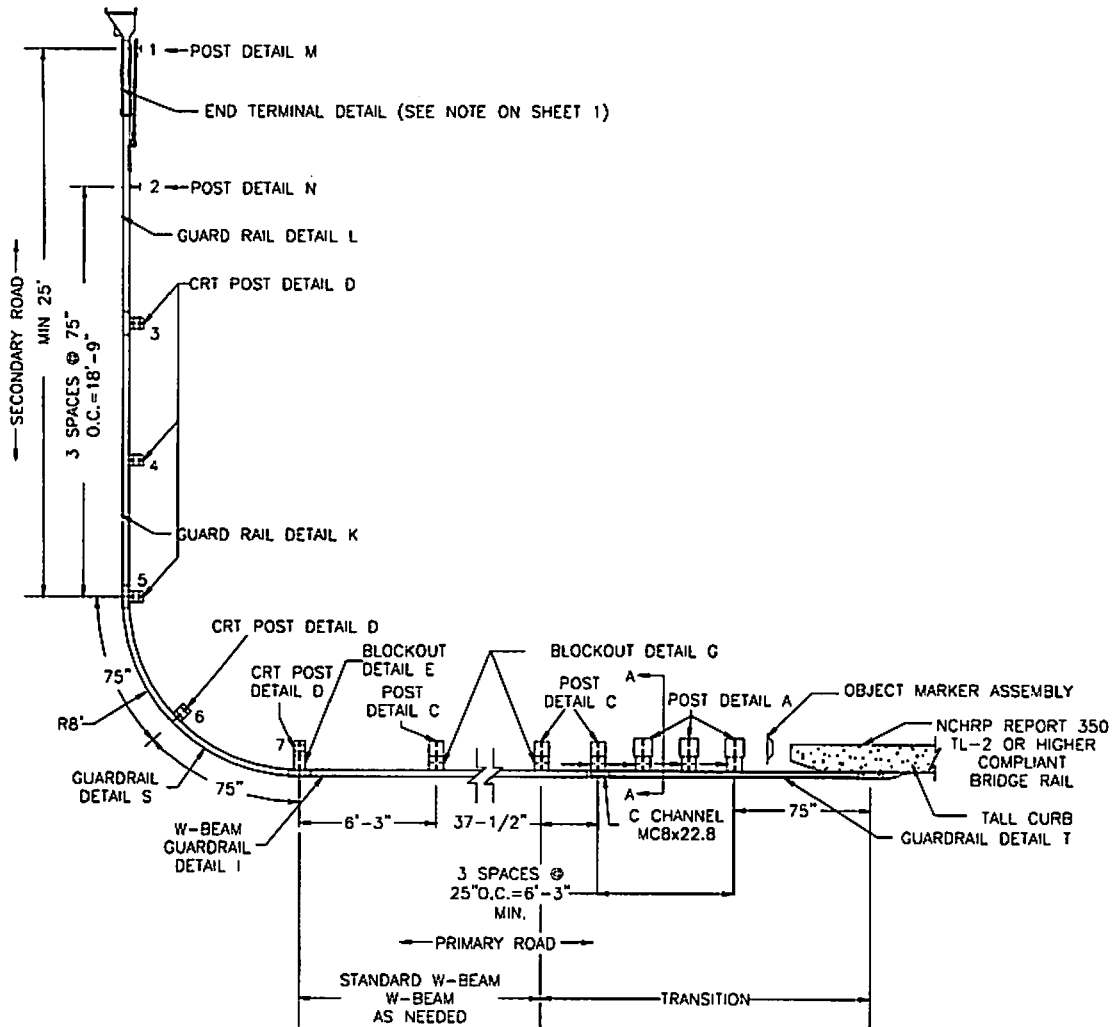 1 POST DETAIL M
END TERMINAL DETAIL (SEE NOTE ON SHEET 1)
2 POST DETAIL N
GUARD RAIL DETAIL L
CRT POST DETAIL D
3
SECONDARY ROAD
MIN 25'
3 SPACES @ 75"
O.C.=18'-9"
4
GUARD RAIL DETAIL K
5
CRT POST DETAIL D
75"
R8'
6
GUARDRAIL
DETAIL S
75"
W-BEAM
GUARDRAIL
DETAIL I
CRT POST
DETAIL D
7
BLOCKOUT
DETAIL E
POST
DETAIL C
BLOCKOUT DETAIL G
POST
DETAIL C
A
POST DETAIL A
OBJECT MARKER ASSEMBLY
NCHRP REPORT 350
TL-2 OR HIGHER
COMPLIANT
BRIDGE RAIL
A
6'-3"
37-1/2"
C CHANNEL
MC8x22.8
75"
TALL CURB
GUARDRAIL DETAIL T
3 SPACES @
25"O.C.=6'-3"
MIN.
PRIMARY ROAD
STANDARD W-BEAM
W-BEAM
AS NEEDED
TRANSITION